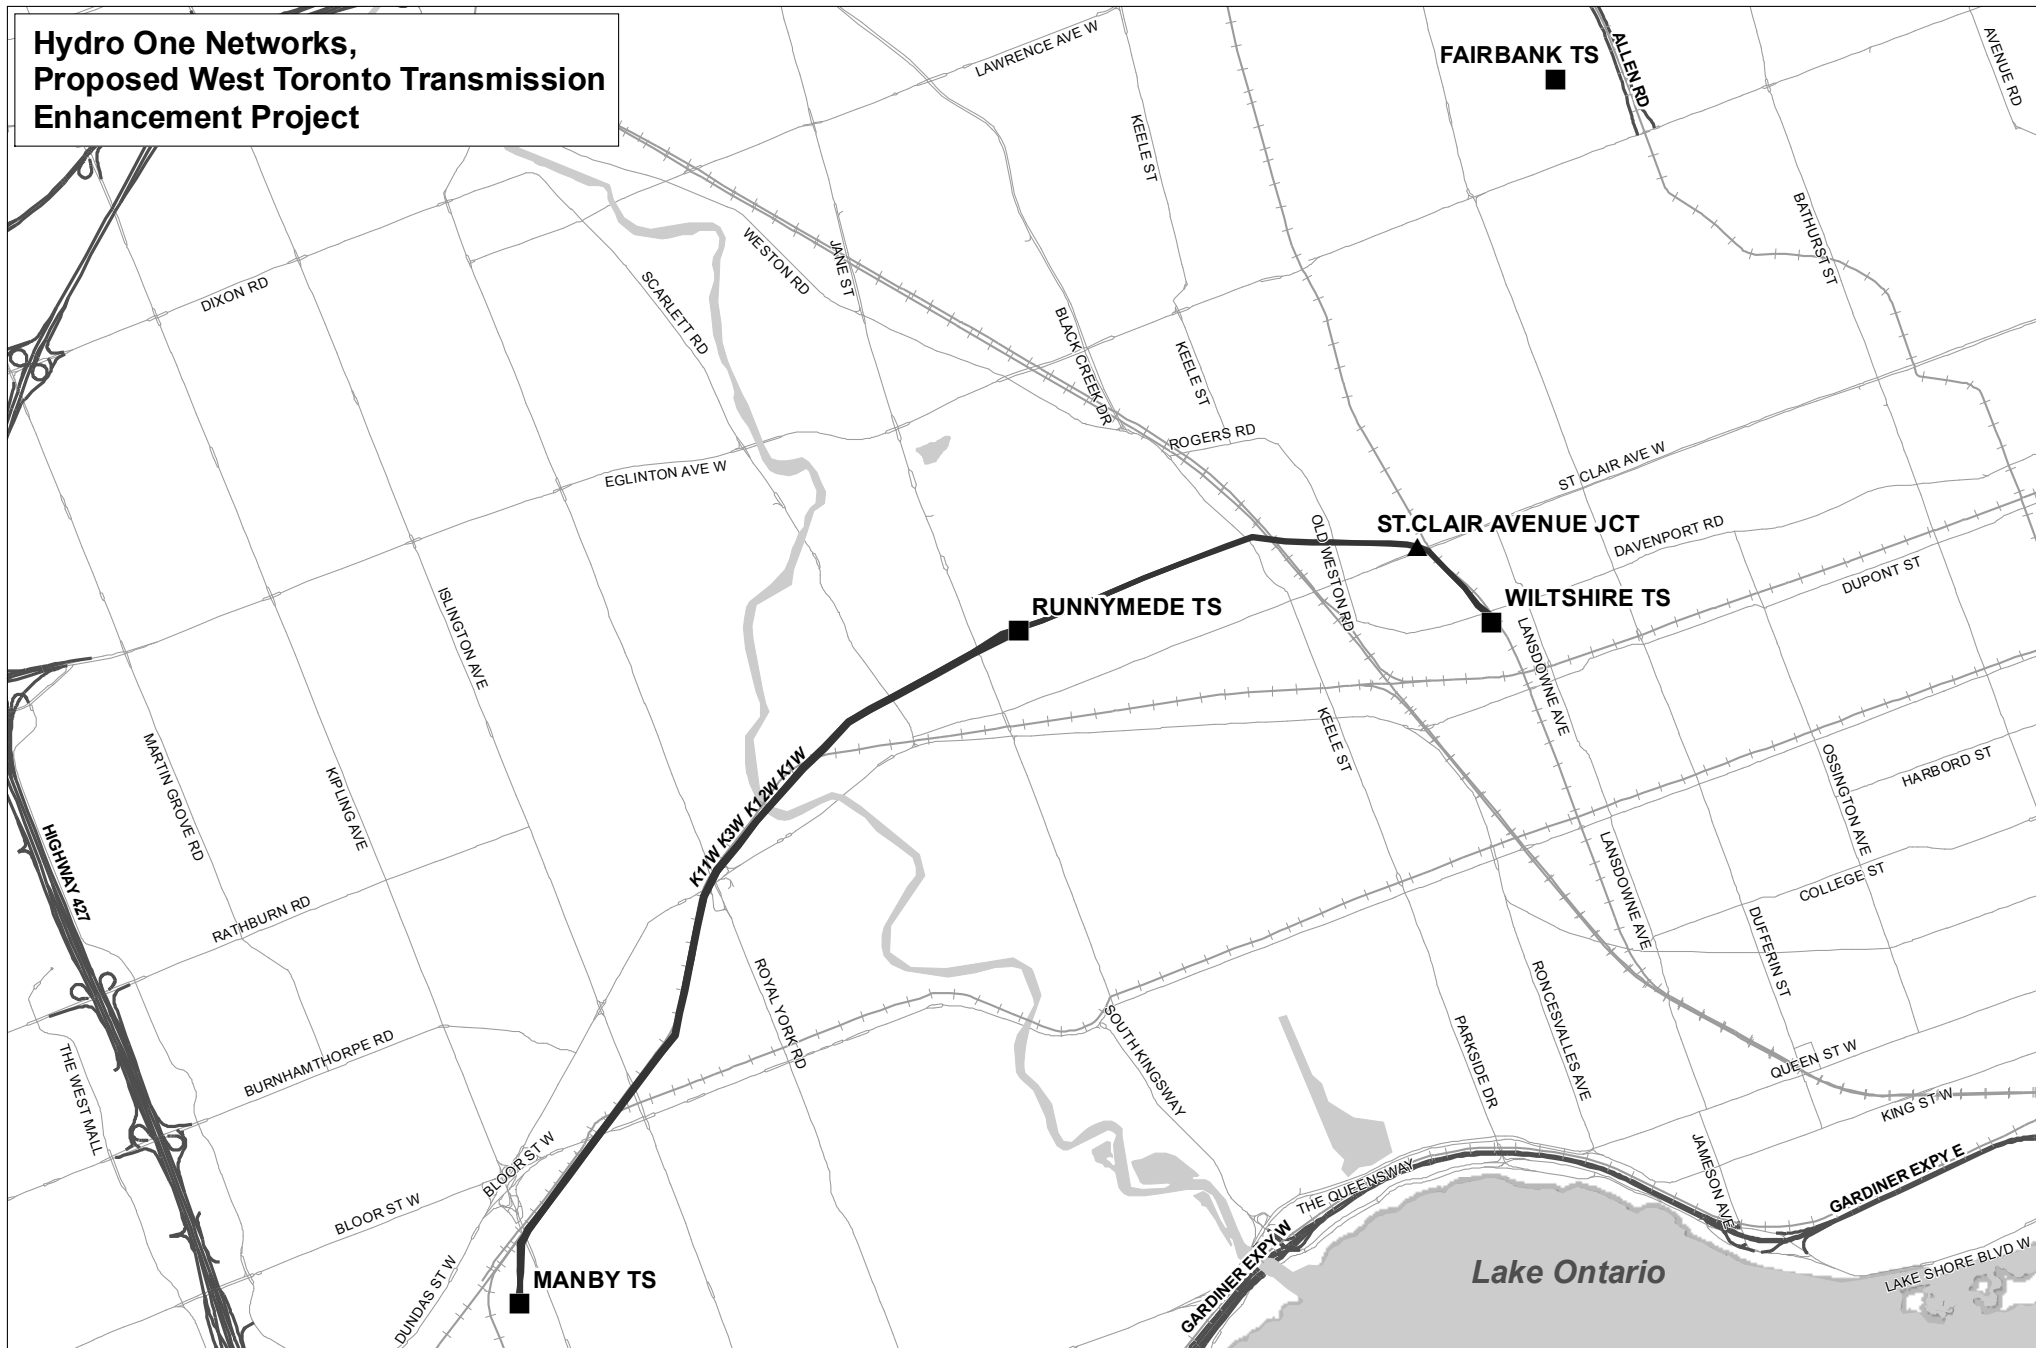 Hydro One Networks,
Proposed West Toronto Transmission
Enhancement Project
LAWRENCE AVE W
FAIRBANK TS
ALLEN RD
AVENUE RD
KEELE ST
BATHURST ST
DIXON RD
SCARLETT RD
WESTON RD
JANE ST
BLACK CREEK DR
KEELE ST
ROGERS RD
EGLINTON AVE W
ST CLAIR AVE W
OLD WESTON RD
ST.CLAIR AVENUE JCT
DAVENPORT RD
DUPONT ST
ISLINGTON AVE
RUNNYMEDE TS
WILTSHIRE TS
LANSDOWNE AVE
MARTIN GROVE RD
KIPLING AVE
K11W K3W K12W K1W
KEELE ST
OSSINGTON AVE
HARBORD ST
HIGHWAY 427
RATHBURN RD
LANSDOWNE AVE
COLLEGE ST
DUFFERIN ST
ROYAL YORK RD
RONCESVALLES AVE
THE WEST MALL
BURNHAMTHORPE RD
SOUTH KINGSWAY
PARKSIDE DR
QUEEN ST W
KING ST W
BLOOR ST W
BLOOR ST W
THE QUEENSWAY
JAMESON AVE
GARDINER EXPY E
DUNDAS ST W
MANBY TS
GARDINER EXPY W
Lake Ontario
LAKE SHORE BLVD W